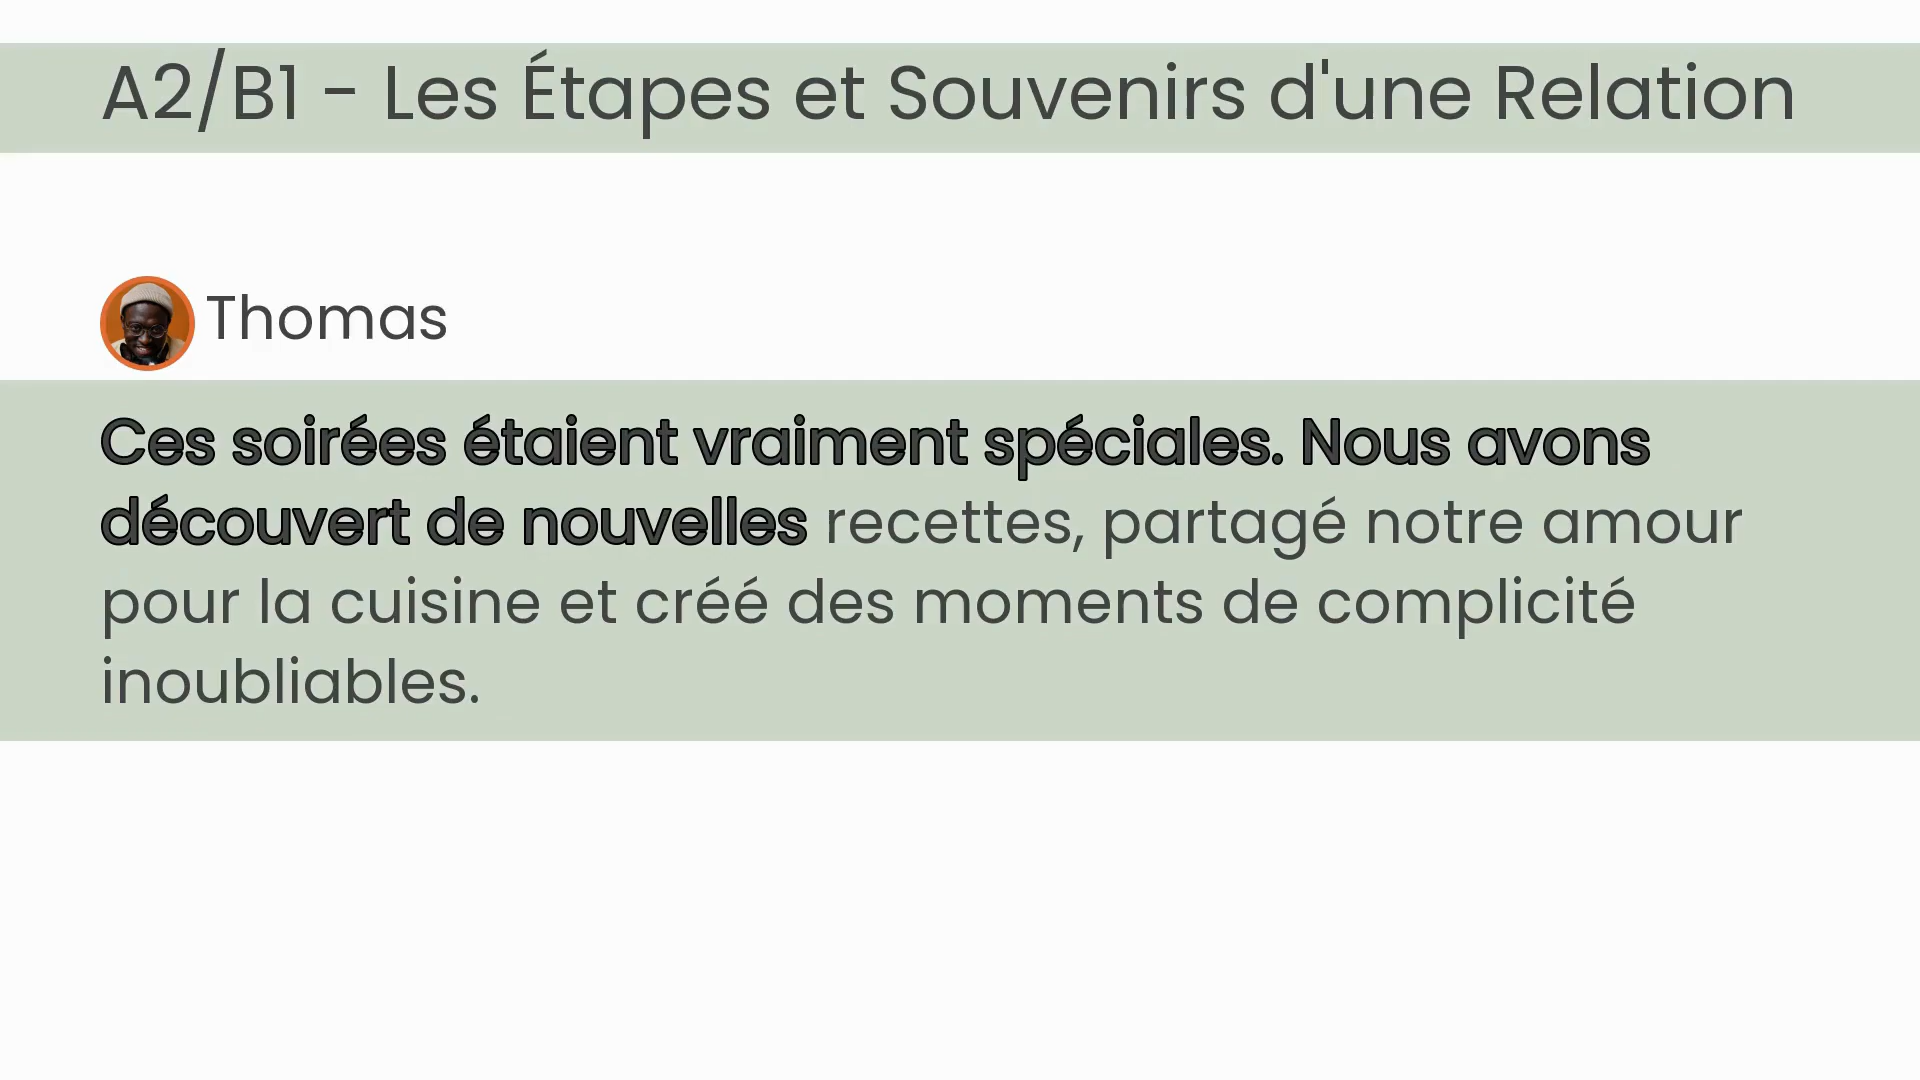 A2/B1 - Les Étapes et Souvenirs d'une Relation
Thomas
Ces soirées étaient vraiment spéciales. Nous avons
découvert de nouvelles recettes, partagé notre amour
pour la cuisine et créé des moments de complicité
inoubliables.